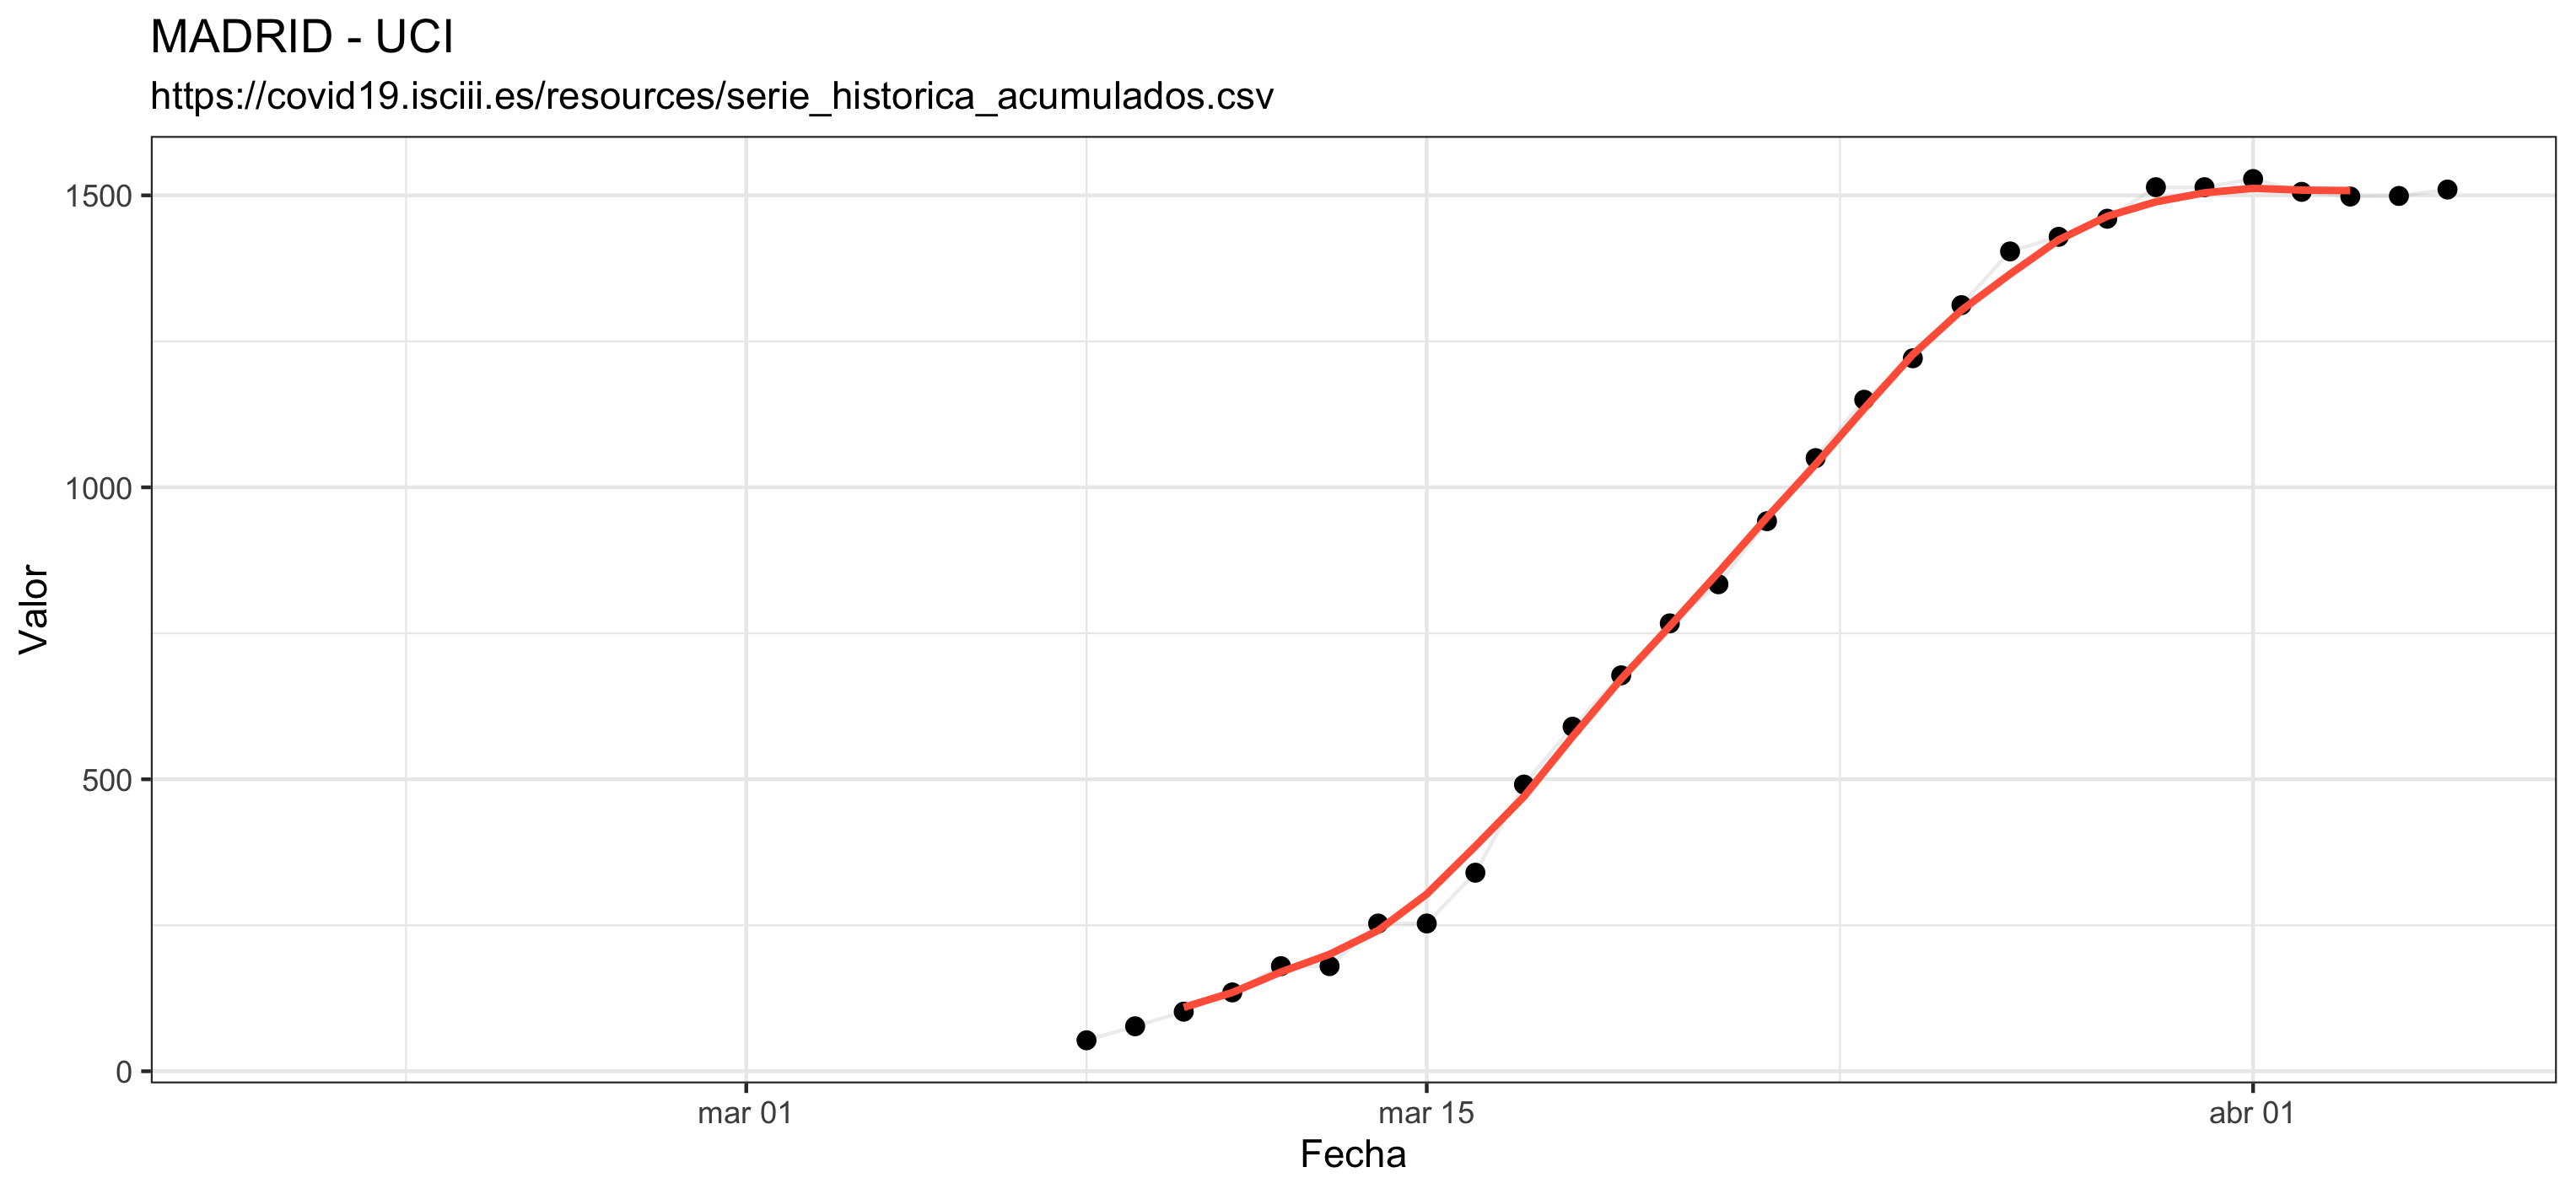 MADRID - UCI
https://covid19.isciii.es/resources/serie_historica_acumulados.csv
Valor
1500
1000
500
0
mar 01
mar 15
abr 01
Fecha